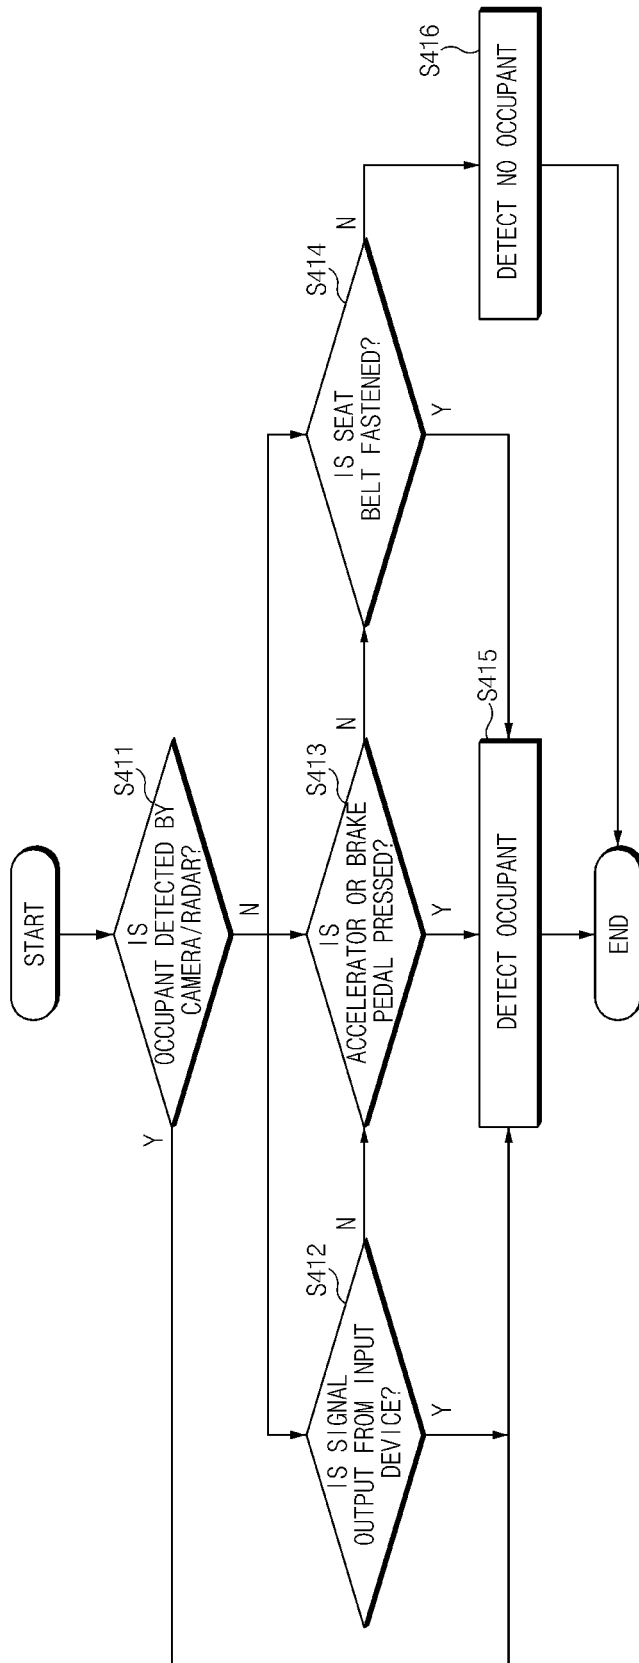 START
S411
IS
OCCUPANT DETECTED BY
CAMERA/RADAR?
Y
N
S412
IS SIGNAL
OUTPUT FROM INPUT
DEVICE?
N
Y
S413
IS
ACCELERATOR OR BRAKE
PEDAL PRESSED?
N
Y
S414
IS SEAT
BELT FASTENED?
N
Y
S415
DETECT OCCUPANT
S416
DETECT NO OCCUPANT
END